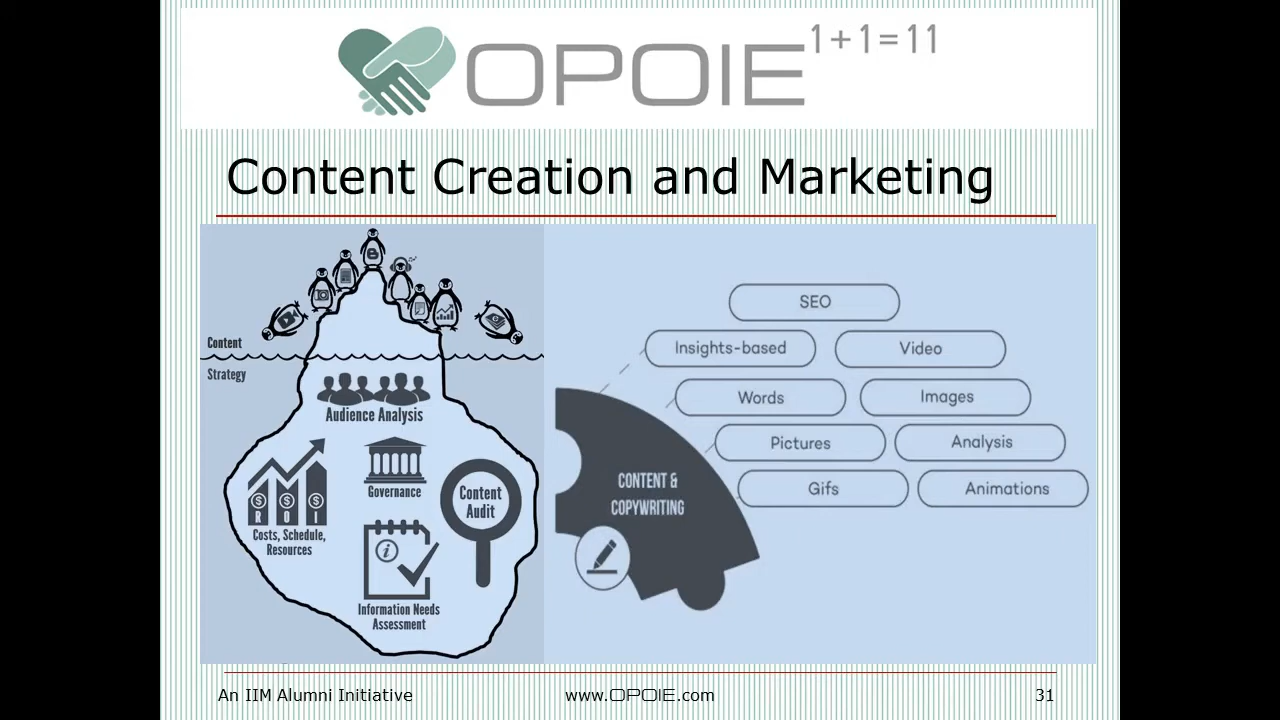 OPOIE 1+1=11
Content Creation and Marketing
Content
Strategy
Audience Analysis
R O I
Costs, Schedule,
Resources
Governance
Content
Audit
i
Information Needs
Assessment
SEO
Insights-based
Video
Words
Images
Pictures
Analysis
Gifs
Animations
CONTENT &
COPYWRITING
An IIM Alumni Initiative
www.OPOIE.com
31